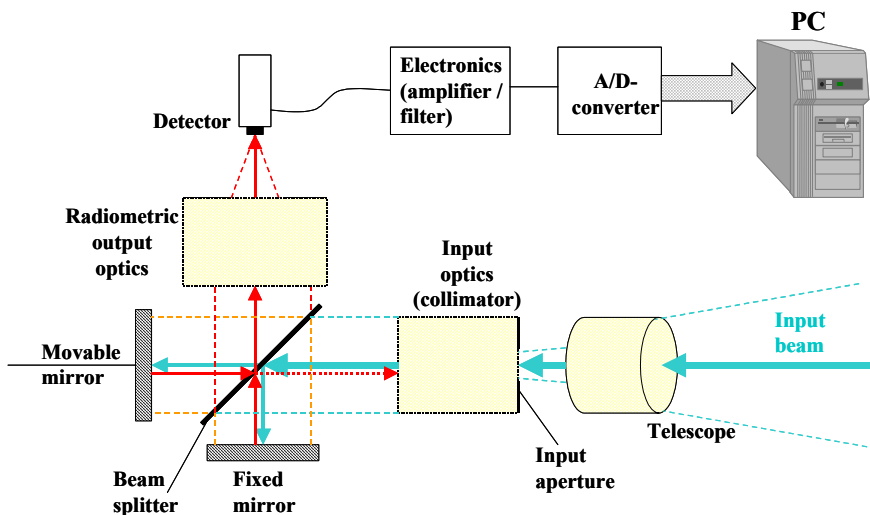 PC
Electronics
(amplifier /
filter)
A/D-
converter
Detector
Radiometric
output
optics
Input
optics
(collimator)
Input
beam
Movable
mirror
Telescope
Beam
splitter
Fixed
mirror
Input
aperture